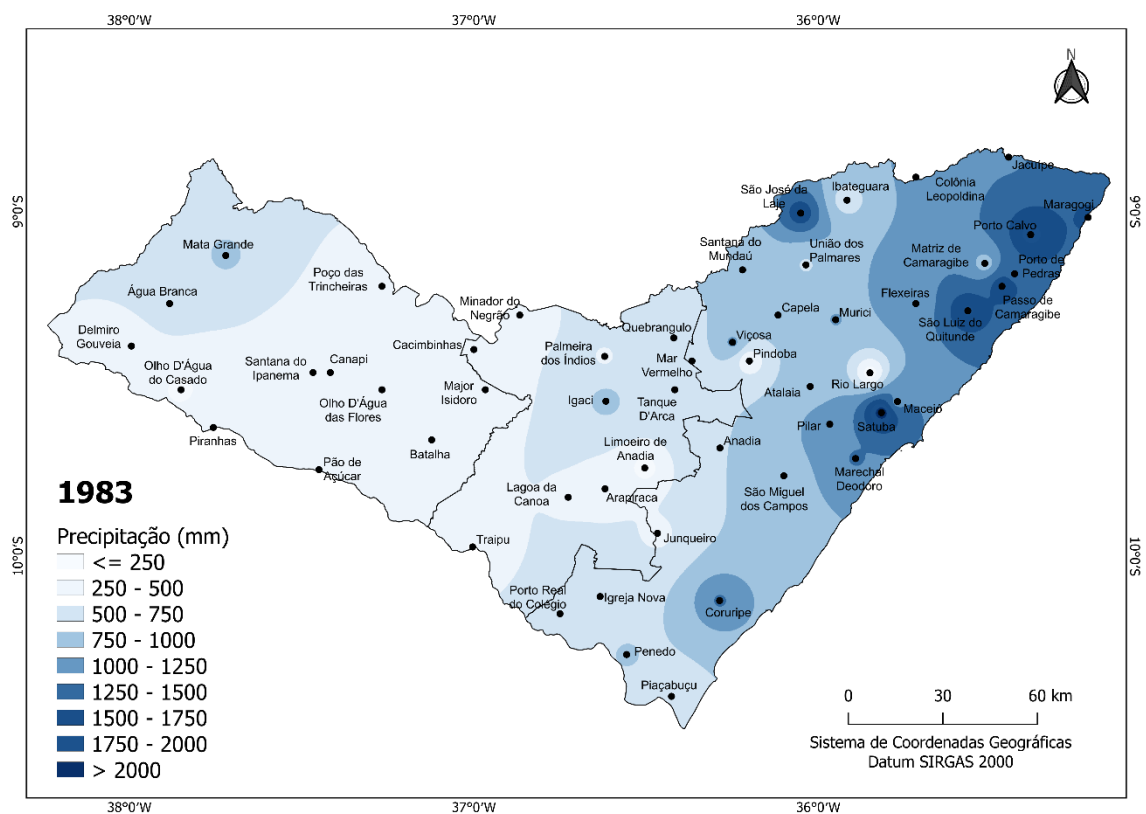 38°0'W
37°0'W
36°0'W
N
9°0'S
9°0'S
10°0'S
10°0'S
Jacuípe
Colônia
Leopoldina
Ibateguara
São José da
Laje
Maragogi
Porto Calvo
Mata Grande
Santana do
Mundaú
União dos
Palmares
Matriz de
Camaragibe
Porto de
Pedras
Poço das
Trincheiras
Água Branca
Minador do
Negrão
Capela
Murici
Flexeiras
Passo de
Camaragibe
São Luiz do
Quitunde
Delmiro
Gouveia
Quebrangulo
Viçosa
Cacimbinhas
Palmeira
dos Índios
Mar
Vermelho
Pindoba
Olho D'Água
do Casado
Santana do
Ipanema
Canapi
Major
Isidoro
Rio Largo
Atalaia
Olho D'Água
das Flores
Igaci
Tanque
D'Arca
Maceió
Satuba
Pilar
Piranhas
Batalha
Limoeiro de
Anadia
Anadia
Pão de
Açúcar
Marechal
Deodoro
Lagoa da
Canoa
Arapiraca
São Miguel
dos Campos
Traipu
Junqueiro
Porto Real
do Colégio
Igreja Nova
Coruripe
Penedo
Piaçabuçu
1983
Precipitação (mm)
<= 250
250 - 500
500 - 750
750 - 1000
1000 - 1250
1250 - 1500
1500 - 1750
1750 - 2000
> 2000
0 30 60 km
Sistema de Coordenadas Geográficas
Datum SIRGAS 2000
38°0'W
37°0'W
36°0'W